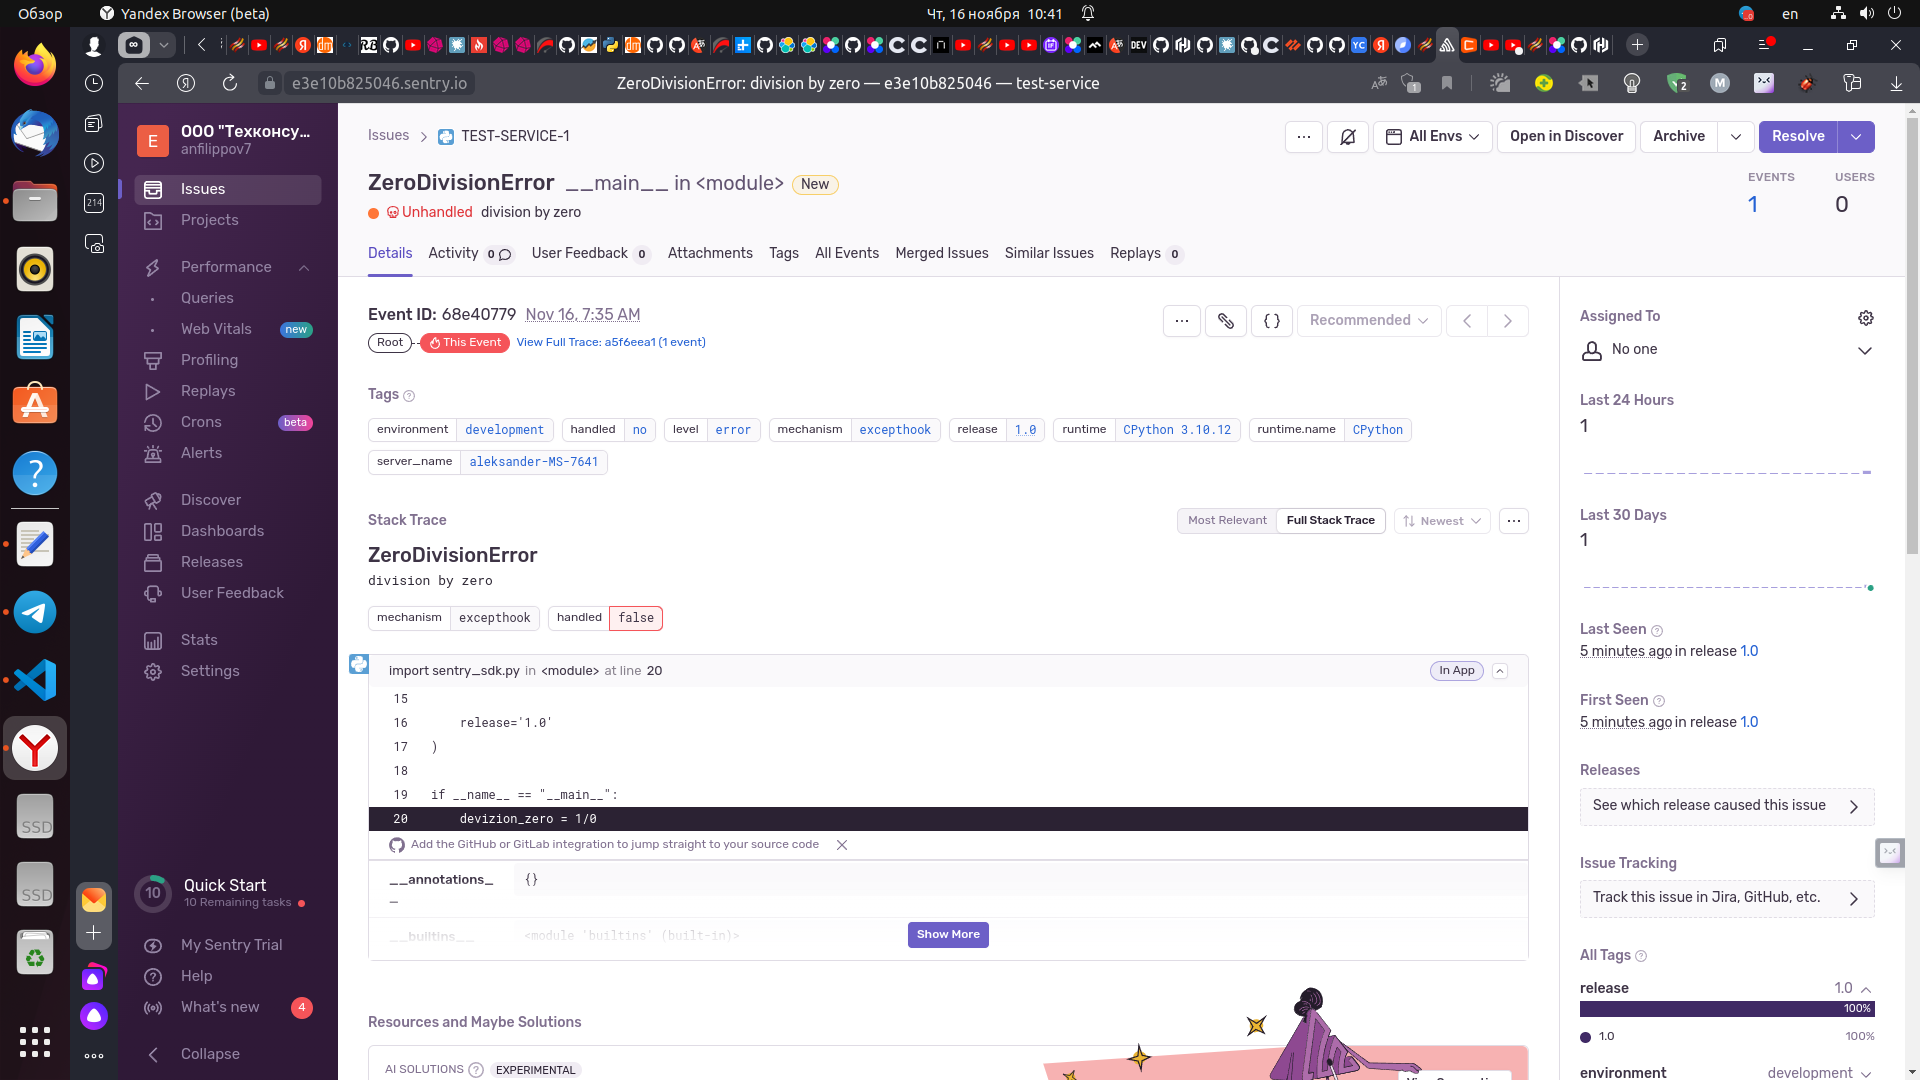 Обзор
Yandex Browser (beta)
Чт, 16 ноября 10:41
en
e3e10b825046.sentry.io
ZeroDivisionError: division by zero — e3e10b825046 — test-service
1
2
M
214
E
ООО "Техконсу...
anfilippov7
Issues
Projects
Performance
Queries
Web Vitals new
Profiling
Replays
Crons beta
Alerts
Discover
Dashboards
Releases
User Feedback
Stats
Settings
10
Quick Start
10 Remaining tasks
My Sentry Trial
Help
What's new 4
Collapse
SSD
SSD
Issues
TEST-SERVICE-1
All Envs
Open in Discover
Archive
Resolve
ZeroDivisionError __main__ in <module> New
Unhandled division by zero
EVENTS
1
USERS
0
Details
Activity 0
User Feedback 0
Attachments
Tags
All Events
Merged Issues
Similar Issues
Replays 0
Event ID: 68e40779 Nov 16, 7:35 AM
Root This Event View Full Trace: a5f6eea1 (1 event)
Recommended
Tags
environment development
handled no
level error
mechanism excepthook
release 1.0
runtime CPython 3.10.12
runtime.name CPython
server_name aleksander-MS-7641
Stack Trace
Most Relevant Full Stack Trace
Newest
ZeroDivisionError
division by zero
mechanism excepthook
handled false
import sentry_sdk.py in <module> at line 20
In App
15
16 release='1.0'
17 )
18
19 if __name__ == "__main__":
20 devizion_zero = 1/0
Add the GitHub or GitLab integration to jump straight to your source code
__annotations_
_
{}
__builtins__ <module 'builtins' (built-in)>
Show More
Resources and Maybe Solutions
AI SOLUTIONS EXPERIMENTAL
Assigned To
No one
Last 24 Hours
1
Last 30 Days
1
Last Seen
5 minutes ago in release 1.0
First Seen
5 minutes ago in release 1.0
Releases
See which release caused this issue
Issue Tracking
Track this issue in Jira, GitHub, etc.
All Tags
release 1.0
100%
1.0 100%
environment development